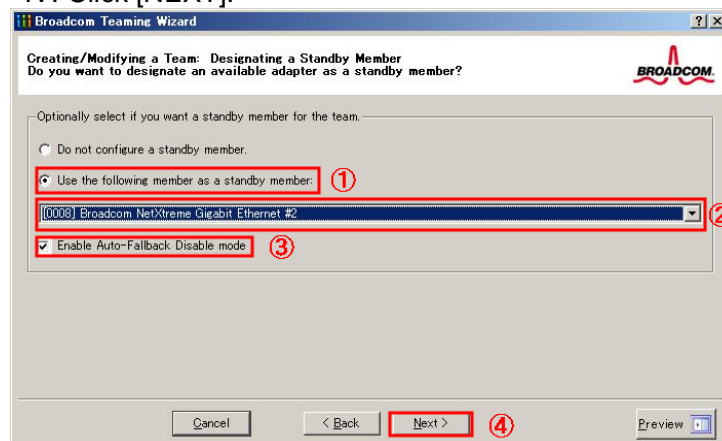 4. Click [NEXT].
Broadcom Teaming Wizard
Creating/Modifying a Team: Designating a Standby Member
Do you want to designate an available adapter as a standby member?
BROADCOM.
Optionally select if you want a standby member for the team.
Do not configure a standby member.
Use the following member as a standby member: ①
[0008] Broadcom NetXtreme Gigabit Ethernet #2 ②
Enable Auto-Fallback Disable mode ③
Cancel < Back Next > ④ Preview